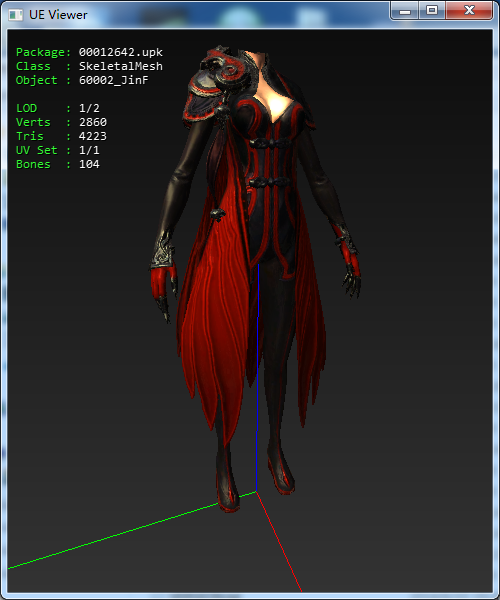 UE Viewer
Package: 00012642.upk
Class : SkeletalMesh
Object : 60002_JinF
LOD : 1/2
Verts : 2860
Tris : 4223
UV Set : 1/1
Bones : 104